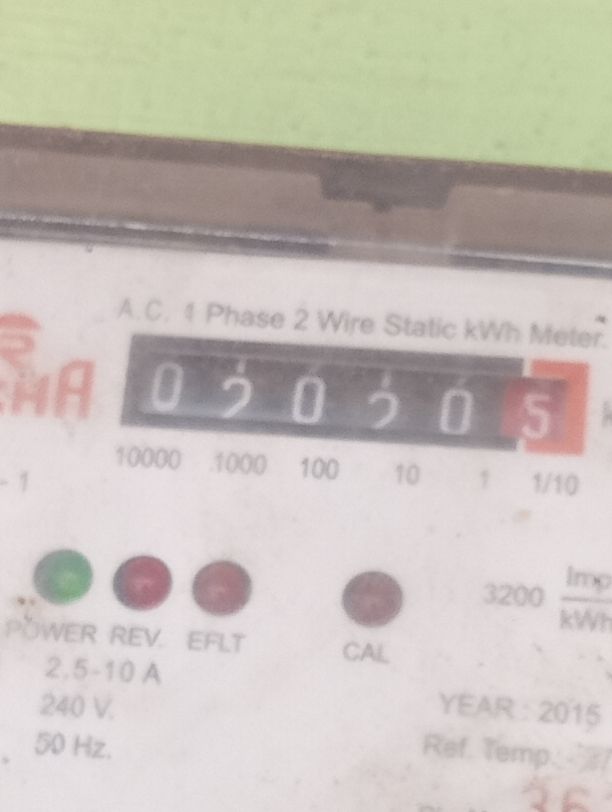 A.C. 1 Phase 2 Wire Static kWh Meter.
0 2 0 2 0 5
10000 1000 100 10 1 1/10
- 1
3200 Imp
kWh
POWER REV. EFLT CAL
2.5-10 A
240 V.
50 Hz.
YEAR : 2015
Ref. Temp.